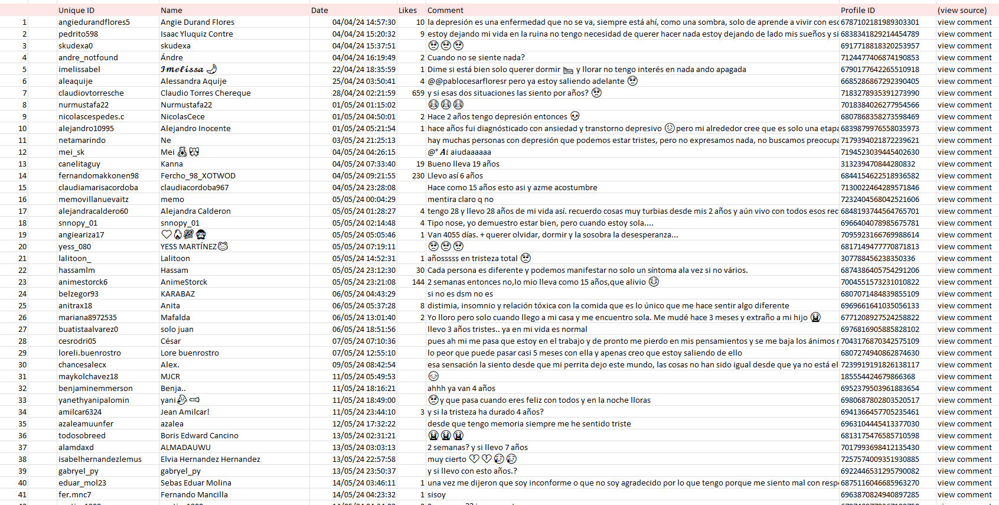 Unique ID Name Date Likes Comment Profile ID (view source)
1 angiedurandflores5 Angie Durand Flores 04/04/24 14:57:30 10 la depresión es una enfermedad que no se va, siempre está ahí, como una sombra, solo de aprende a vivir con esc 6787102181989303301 view comment
2 pedrito598 Isaac Yluquiz Contre 04/04/24 15:20:32 9 estoy dejando mi vida en la ruina no tengo necesidad de querer hacer nada estoy dejando de lado mis sueños y si 6838341829214454789 view comment
3 skudexa0 skudexa 04/04/24 15:37:51 🥺🥺🥺 6917718818320253957 view comment
4 andre_notfound Ándre 04/04/24 16:19:49 2 Cuando no se siente nada? 7124477406874190853 view comment
5 imelissabel 𝓘𝓶𝓮𝓵𝓲𝓼𝓼𝓪 🌙 22/04/24 18:35:59 1 Dime si está bien solo querer dormir 🛌 y llorar no tengo interés en nada ando apagada 6790177642265510918 view comment
6 aleaquije Alessandra Aquije 25/04/24 03:50:41 4 @@pablocesarfloresr pero ya estoy saliendo adelante 🥺 6685286867292390405 view comment
7 claudiovtorresche Claudio Torres Chereque 28/04/24 02:21:59 659 y si esas dos situaciones las siento por años? 🥺 7183278935391273990 view comment
8 nurmustafa22 Nurmustafa22 01/05/24 01:15:02 😢😢😢 7018384026277954566 view comment
9 nicolascespedes.c NicolasCece 01/05/24 04:50:01 2 Hace 2 años tengo depresión entonces 💀 6807868358273598469 view comment
10 alejandro10995 Alejandro Inocente 01/05/24 05:21:54 1 hace años fui diagnósticado con ansiedad y transtorno depresivo 😔pero mi alrededor cree que es solo una etapa 6839879976558035973 view comment
11 netamarindo Ne 03/05/24 21:25:13 hay muchas personas con depresión que podemos estar tristes, pero no expresamos nada, no buscamos preocupa 7179394021872239621 view comment
12 mei_sk Mei 🧸🎀 04/05/24 04:26:15 @° 𝑨𝒊 aiudaaaaaa 7194523039445402630 view comment
13 canelitaguy Kanna 04/05/24 07:33:40 19 Bueno lleva 19 años 313239470844280832 view comment
14 fernandomakkonen98 Fercho_98_XOTWOD 04/05/24 09:21:55 230 Llevo así 6 años 6844154622518936582 view comment
15 claudiamarisacordoba claudiacordoba967 04/05/24 23:28:08 Hace como 15 años esto asi y azme acostumbre 7130022464289571846 view comment
16 memovillanuevaitz memo 05/05/24 00:04:29 mentira claro q no 7232404568042521606 view comment
17 alejandracaldero60 Alejandra Calderon 05/05/24 01:28:27 4 tengo 28 y llevo 28 años de mi vida así. recuerdo cosas muy turbias desde mis 2 años y aún vivo con todos esos rec 6848193744564765701 view comment
18 snnopy_01 snnopy_01 05/05/24 02:14:48 4 Tipo nose, yo demuestro estar bien, pero cuando estoy sola.... 6966404078985675781 view comment
19 angieariza17 05/05/24 05:05:46 1 Van 4055 días. + querer olvidar, dormir y la sosobra la desesperanza... 7095923166769988614 view comment
20 yess_080 YESS MARTÍNEZ🐱 05/05/24 07:19:11 🥺🥺🥺 6817149477770871813 view comment
21 lalitoon_ Lalitoon 05/05/24 14:52:31 1 añosssss en tristeza total 🥺 307788456238350336 view comment
22 hassamlm Hassam 05/05/24 23:12:30 30 Cada persona es diferente y podemos manifestar no solo un síntoma ala vez si no vários. 6874386405754291206 view comment
23 animestorck6 AnimeStorck 05/05/24 23:21:08 144 2 semanas entonces no,lo mio lleva como 15 años,que alivio 😂 7004551573231010822 view comment
24 belzegor93 KARABAZ 06/05/24 04:43:29 si no es dsm no es 6807071484839855109 view comment
25 anitrax18 Anita 06/05/24 05:37:28 8 distimia, insomnio y relación tóxica con la comida que es lo único que me hace sentir algo diferente 6969661641035056133 view comment
26 mariana8972535 Mafalda 06/05/24 13:01:40 2 Yo lloro pero solo cuando llego a mi casa y me encuentro sola. Me mudé hace 3 meses y extraño a mi hijo 😭 6771208927524258822 view comment
27 buatistaalvarez0 solo juan 06/05/24 18:51:56 llevo 3 años tristes.. ya en mi vida es normal 6976816905885828102 view comment
28 cesrodri05 César 07/05/24 07:10:36 pues ah mi me pasa que estoy en el trabajo y de pronto me pierdo en mis pensamientos y se me baja los ánimos r 7043176870342575109 view comment
29 loreli.buenrostro Lore buenrostro 07/05/24 12:55:10 lo peor que puede pasar casi 5 meses con ella y apenas creo que estoy saliendo de ello 6807274940862874630 view comment
30 chancesalecx Alex. 09/05/24 08:42:54 esa sensación la siento desde que mi perrita dejo este mundo, las cosas no han sido igual desde que ya no está el 7239919191826138117 view comment
31 maykolchavez18 MJCR 11/05/24 05:49:53 😔 185554424679866368 view comment
32 benjaminemmerson Benja.. 11/05/24 18:16:21 ahhh ya van 4 años 6952379503961883654 view comment
33 yanethyanipalomin yani 11/05/24 18:49:00 🥺y que pasa cuando eres feliz con todos y en la noche lloras 6980687802803520517 view comment
34 amilcar6324 Jean Amilcar! 11/05/24 23:44:10 3 y si la tristeza ha durado 4 años? 6941366457705235461 view comment
35 azaleamuunfer azalea 12/05/24 17:32:22 desde que tengo memoria siempre me he sentido triste 6963104445413377030 view comment
36 todosobreed Boris Edward Cancino 13/05/24 02:31:21 😭😭😭 6813175476585710598 view comment
37 alamdaxd ALMADAUWU 13/05/24 03:03:13 2 semanas? y si llevo 7 años 7017993698412135430 view comment
38 isabelhernandezlemus Elvia Hernandez Hernandez 13/05/24 22:57:58 muy cierto 💔💔😥😥 7257574009351930885 view comment
39 gabryel_py gabryel_py 13/05/24 23:50:37 y si llevo con esto años.? 6922446531295790082 view comment
40 eduar_mol23 Sebas Eduar Molina 14/05/24 03:46:11 1 una vez me dijeron que soy inconforme o que no soy agradecido por lo que tengo porque me siento mal con resp 6875116046685963270 view comment
41 fer.mnc7 Fernando Mancilla 14/05/24 04:23:32 1 sisoy 6963870824940897285 view comment